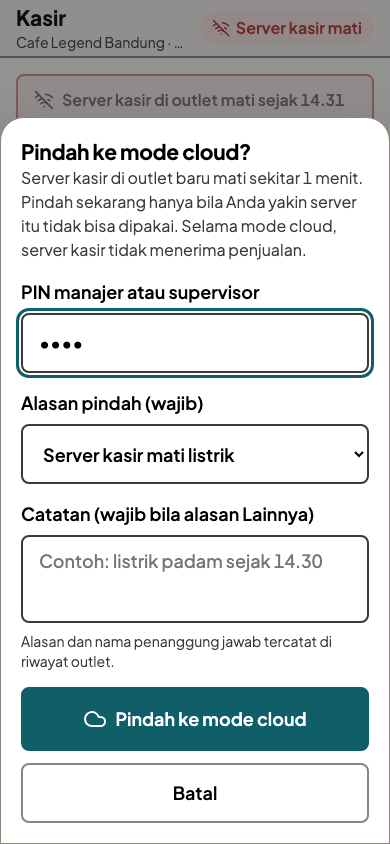 Kasir
Cafe Legend Bandung · ...
Server kasir mati
Server kasir di outlet mati sejak 14.31
Pindah ke mode cloud?
Server kasir di outlet baru mati sekitar 1 menit.
Pindah sekarang hanya bila Anda yakin server
itu tidak bisa dipakai. Selama mode cloud,
server kasir tidak menerima penjualan.
PIN manajer atau supervisor
••••
Alasan pindah (wajib)
Server kasir mati listrik
Catatan (wajib bila alasan Lainnya)
Contoh: listrik padam sejak 14.30
Alasan dan nama penanggung jawab tercatat di
riwayat outlet.
Pindah ke mode cloud
Batal